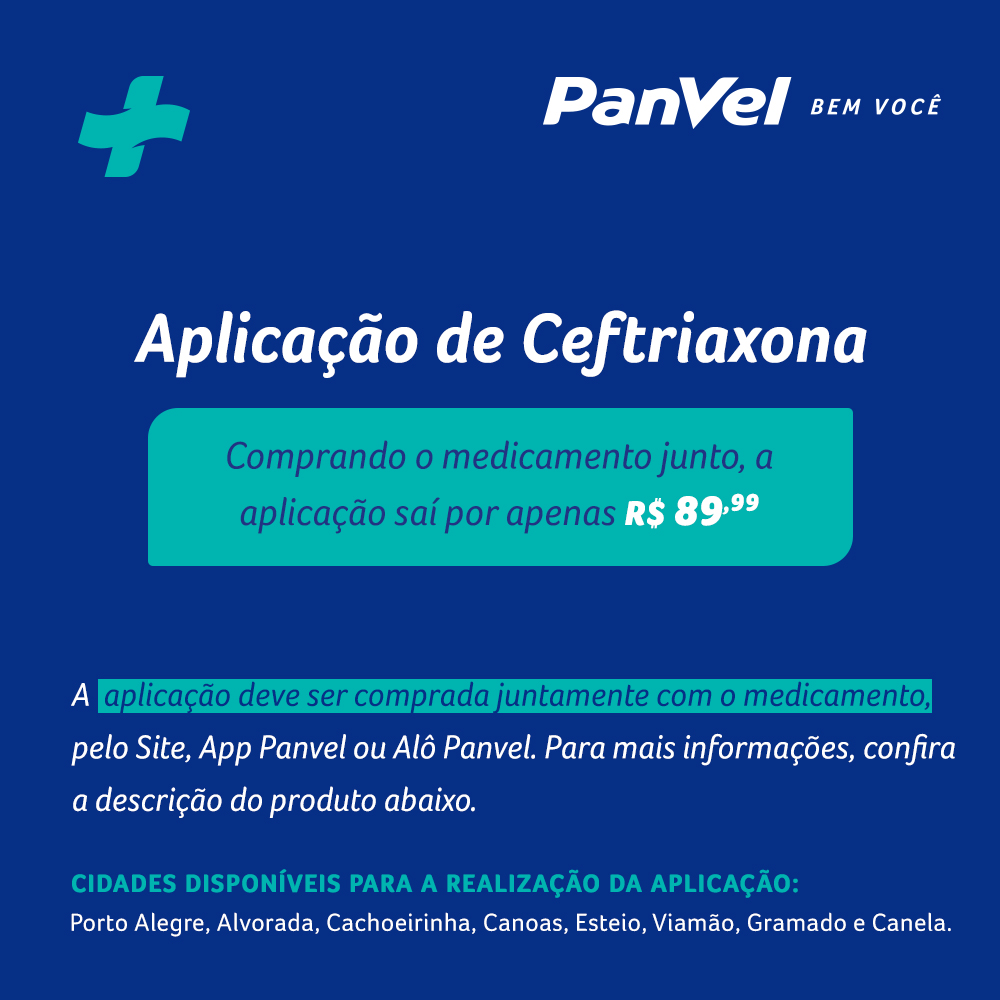 PanVel BEM VOCÊ
Aplicação de Ceftriaxona
Comprando o medicamento junto, a
aplicação saí por apenas R$ 89,99
A aplicação deve ser comprada juntamente com o medicamento,
pelo Site, App Panvel ou Alô Panvel. Para mais informações, confira
a descrição do produto abaixo.
CIDADES DISPONÍVEIS PARA A REALIZAÇÃO DA APLICAÇÃO:
Porto Alegre, Alvorada, Cachoeirinha, Canoas, Esteio, Viamão, Gramado e Canela.